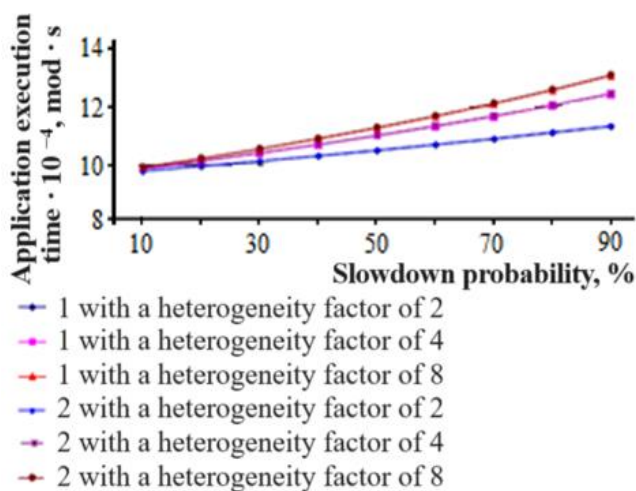 Application execution
time · 10⁻⁴, mod · s
14
12
10
8
10 30 50 70 90
Slowdown probability, %
1 with a heterogeneity factor of 2
1 with a heterogeneity factor of 4
1 with a heterogeneity factor of 8
2 with a heterogeneity factor of 2
2 with a heterogeneity factor of 4
2 with a heterogeneity factor of 8